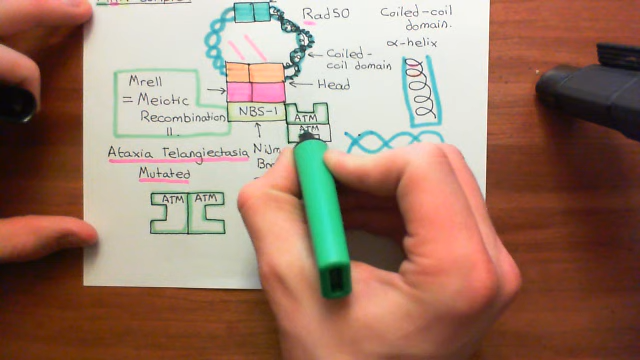 Rad50
Coiled-coil
domain.
α-helix
Coiled-
coil domain
Head
Mre11
= Meiotic
Recombination
11.
NBS-1
ATM
ATM
Ataxia Telangiectasia
Mutated
ATM ATM